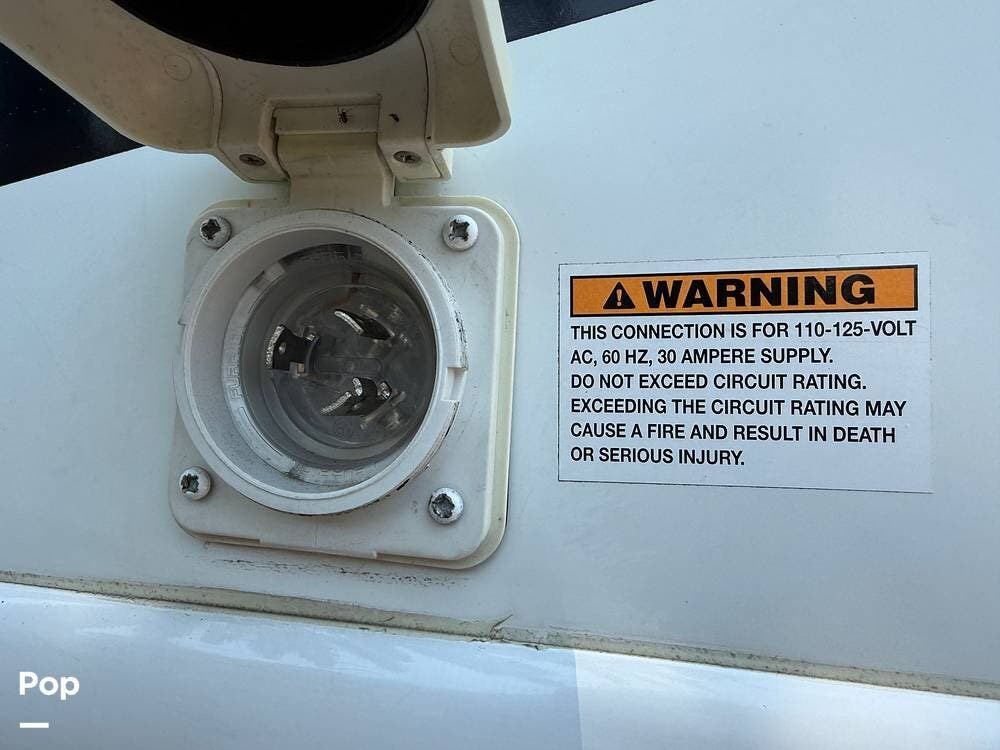 WARNING
THIS CONNECTION IS FOR 110-125-VOLT
AC, 60 HZ, 30 AMPERE SUPPLY.
DO NOT EXCEED CIRCUIT RATING.
EXCEEDING THE CIRCUIT RATING MAY
CAUSE A FIRE AND RESULT IN DEATH
OR SERIOUS INJURY.
Pop